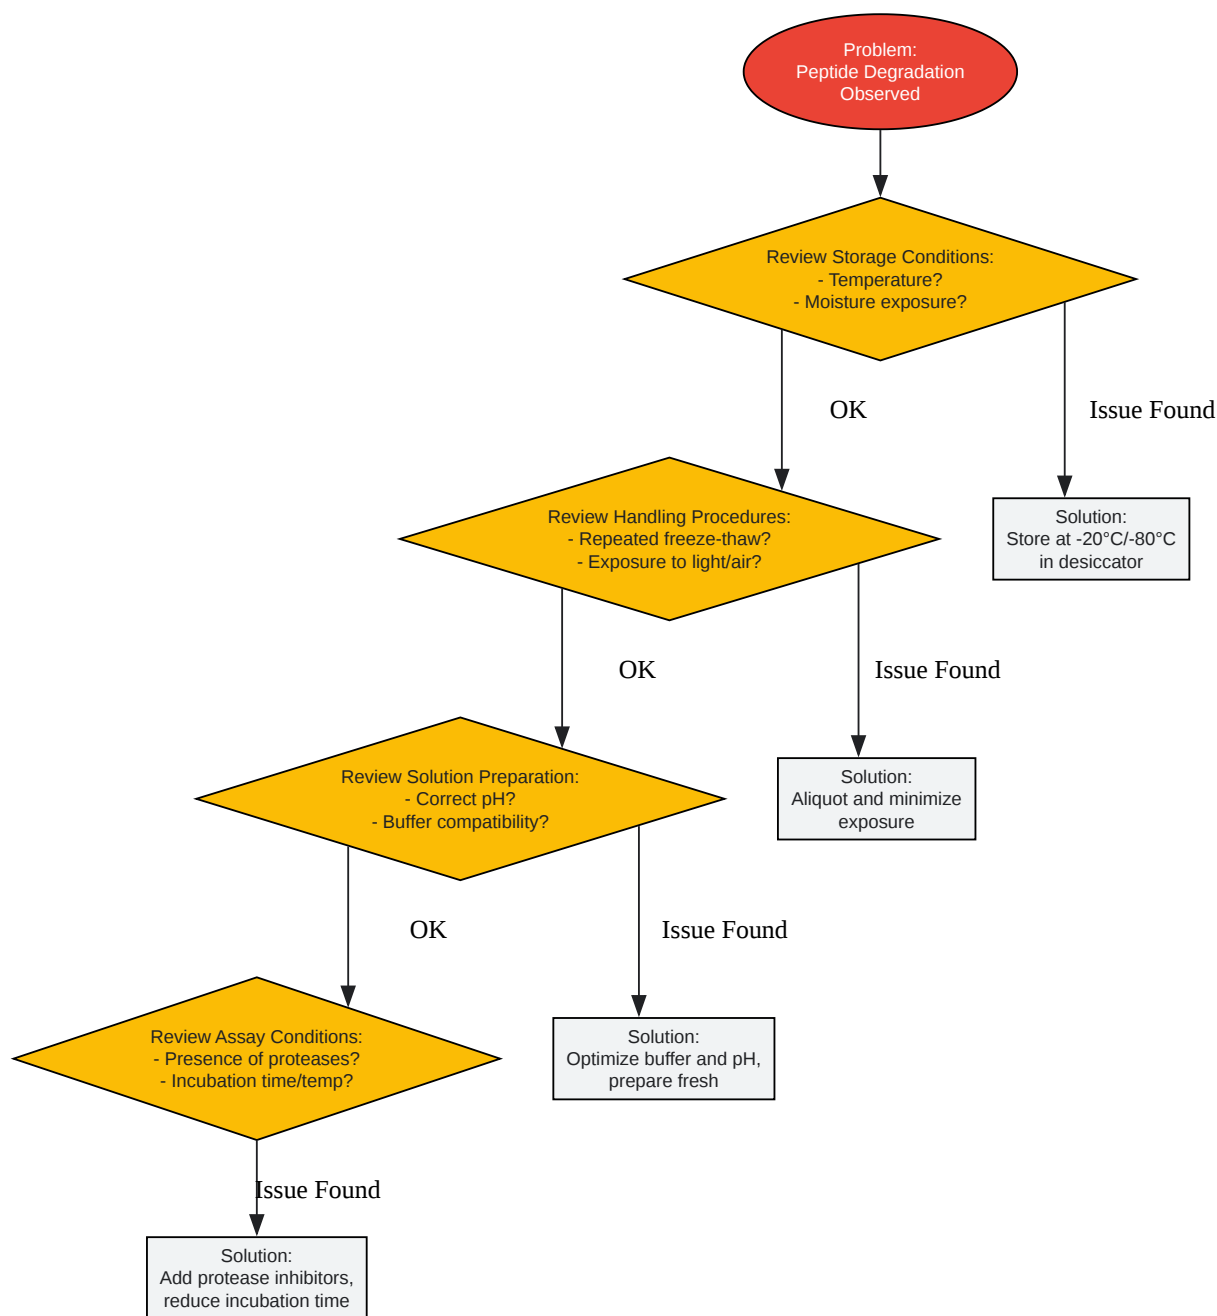 Problem:
Peptide Degradation
Observed
Review Storage Conditions:
- Temperature?
- Moisture exposure?
OK
Issue Found
Review Handling Procedures:
- Repeated freeze-thaw?
- Exposure to light/air?
Solution:
Store at -20°C/-80°C
in desiccator
OK
Issue Found
Review Solution Preparation:
- Correct pH?
- Buffer compatibility?
Solution:
Aliquot and minimize
exposure
OK
Issue Found
Review Assay Conditions:
- Presence of proteases?
- Incubation time/temp?
Solution:
Optimize buffer and pH,
prepare fresh
Issue Found
Solution:
Add protease inhibitors,
reduce incubation time